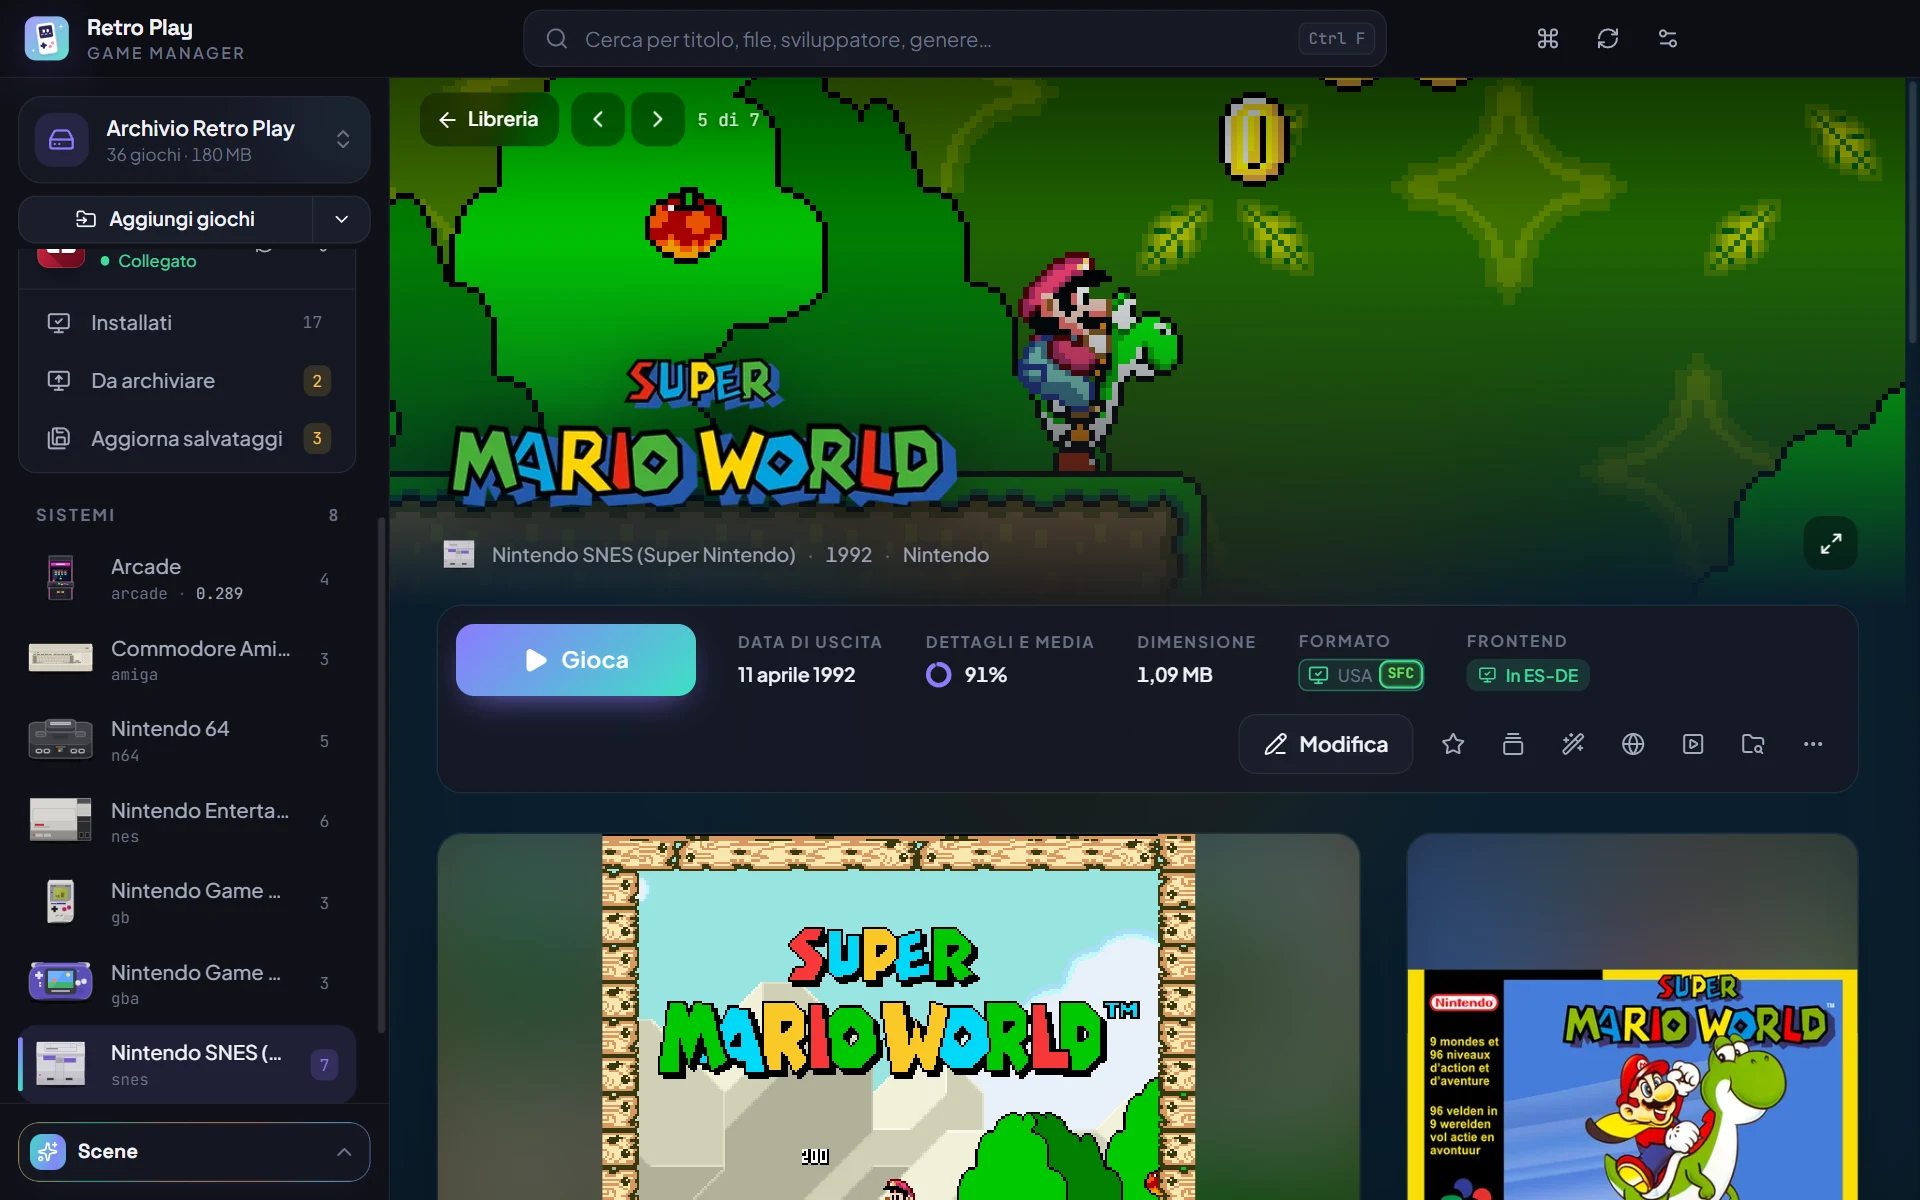 Retro Play
GAME MANAGER
Cerca per titolo, file, sviluppatore, genere...
Ctrl F
Archivio Retro Play
36 giochi · 180 MB
Aggiungi giochi
Collegato
Installati 17
Da archiviare 2
Aggiorna salvataggi 3
SISTEMI 8
Arcade
arcade · 0.289
4
Commodore Ami...
amiga
3
Nintendo 64
n64
5
Nintendo Enterta...
nes
6
Nintendo Game ...
gb
3
Nintendo Game ...
gba
3
Nintendo SNES (...
snes
7
Scene
Libreria
5 di 7
SUPER
MARIO WORLD
Nintendo SNES (Super Nintendo) · 1992 · Nintendo
Gioca
DATA DI USCITA
11 aprile 1992
DETTAGLI E MEDIA
91%
DIMENSIONE
1,09 MB
FORMATO
USA SFC
FRONTEND
In ES-DE
Modifica
SUPER
MARIO WORLD™
200
Nintendo
SUPER
MARIO WORLD™
9 mondes et
96 niveaux
d'action et
d'aventure
96 velden in
9 werelden
vol actie en
avontuur